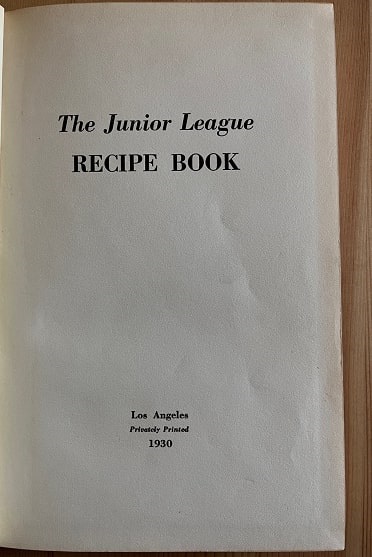 The Junior League
RECIPE BOOK
Los Angeles
Privately Printed
1930